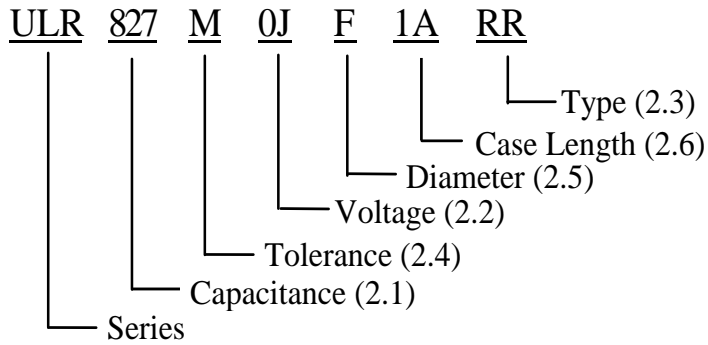 ULR 827 M 0J F 1A RR
Type (2.3)
Case Length (2.6)
Diameter (2.5)
Voltage (2.2)
Tolerance (2.4)
Capacitance (2.1)
Series